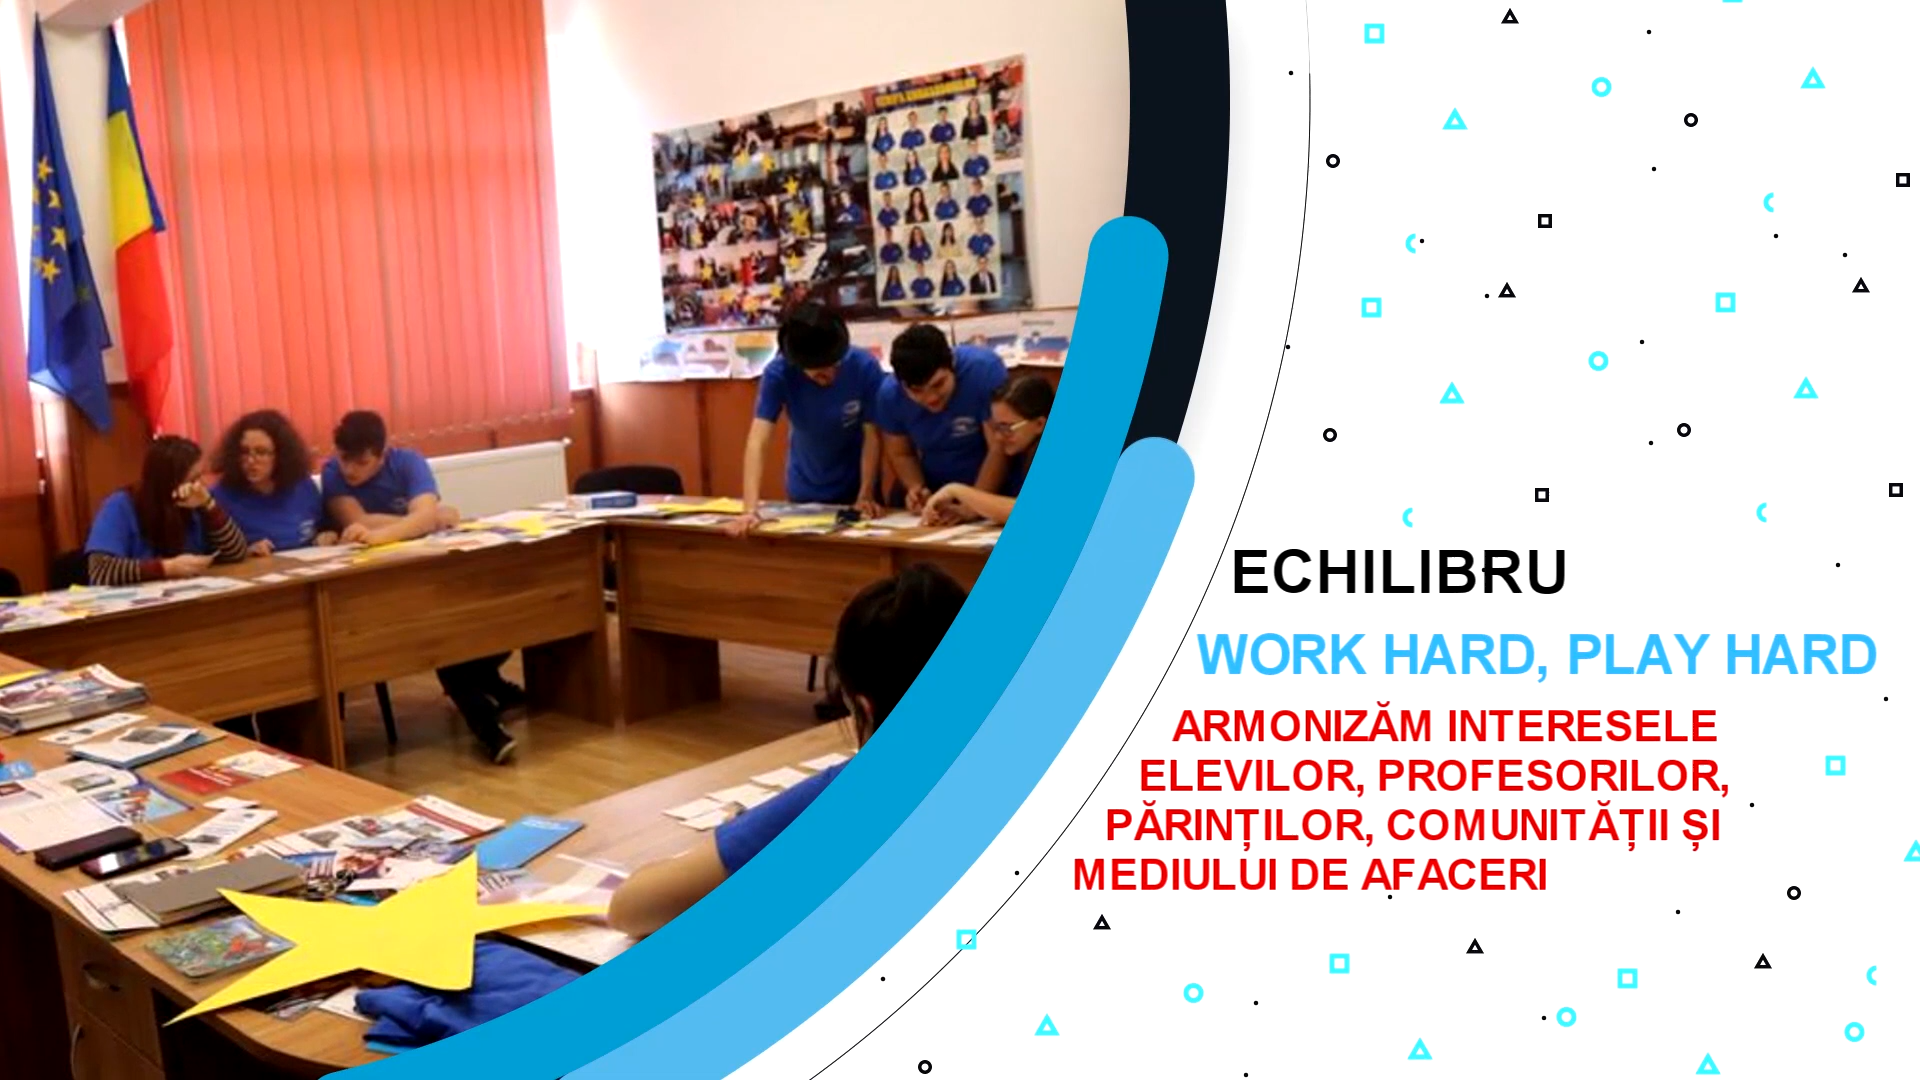 ECHILIBRU
WORK HARD, PLAY HARD
ARMONIZĂM INTERESELE
ELEVILOR, PROFESORILOR,
PĂRINȚILOR, COMUNITĂȚII ȘI
MEDIULUI DE AFACERI